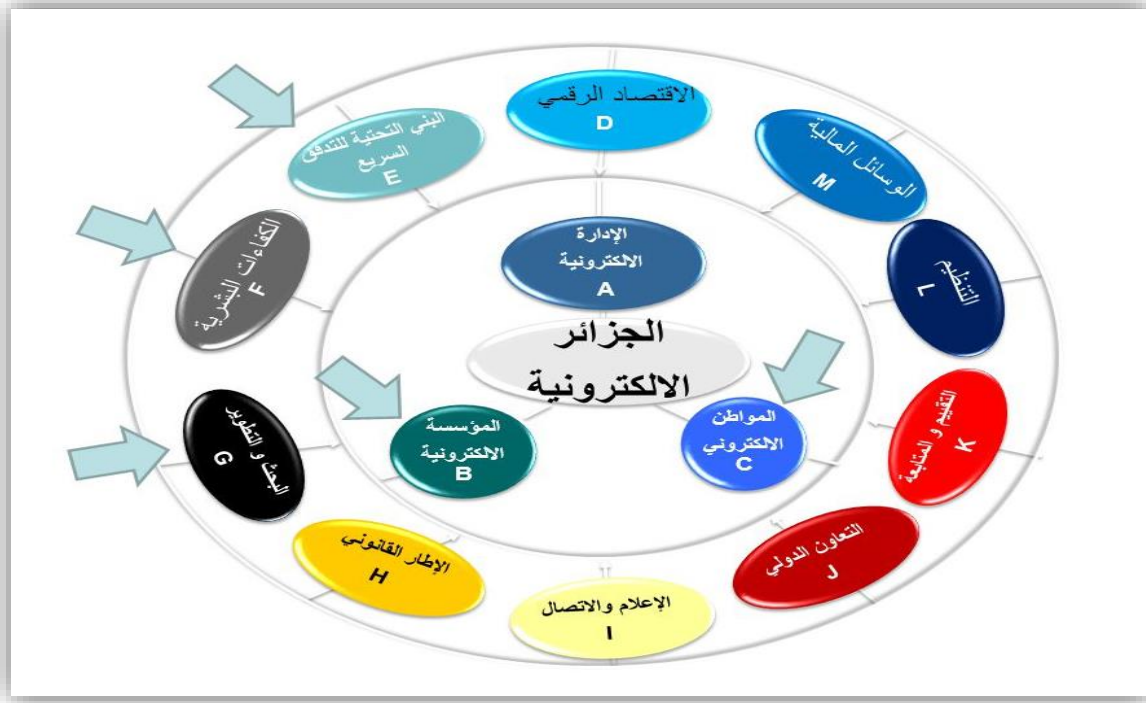 الاقتصاد الرقمي
D
البني التحتية للتدفق
السريع
E
الوسائل المالية
M
الكفاءات البشرية
F
الإدارة
الالكترونية
A
التنظيم
L
الجزائر
الالكترونية
المؤسسة
الالكترونية
B
المواطن
الالكتروني
C
البحث و التطوير
G
التقييم و المتابعة
K
الإطار القانوني
H
التعاون الدولي
J
الإعلام والاتصال
I